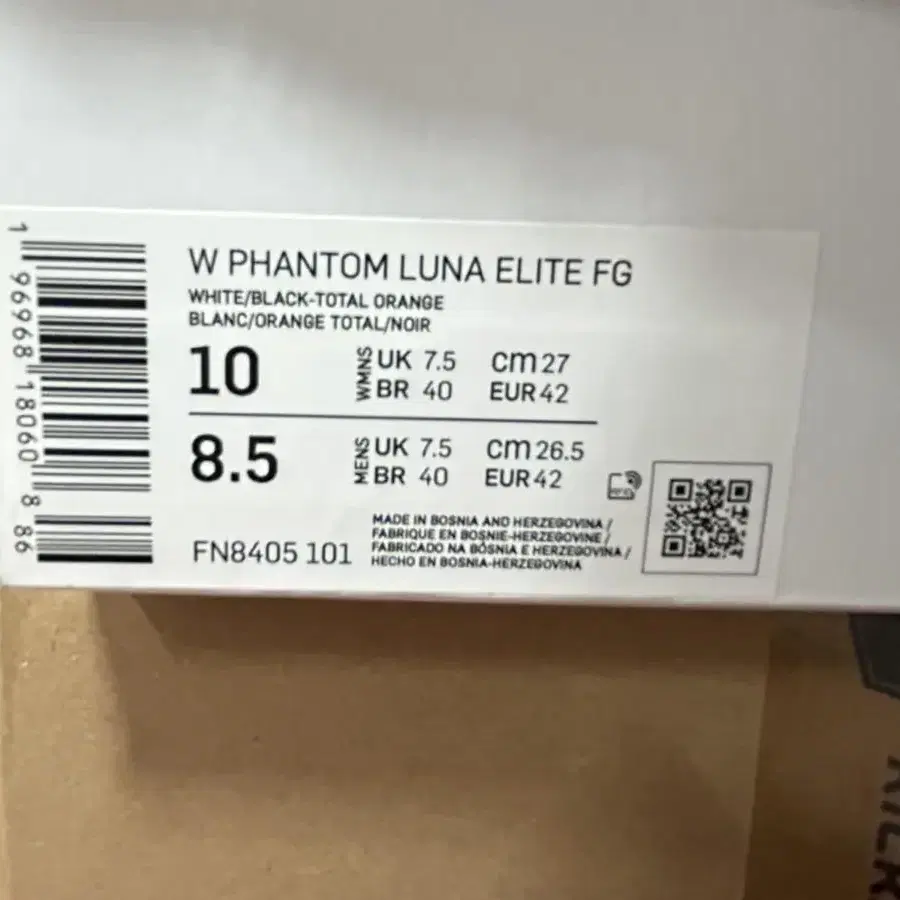 W PHANTOM LUNA ELITE FG
WHITE/BLACK-TOTAL ORANGE
BLANC/ORANGE TOTAL/NOIR
10
WMNS
UK 7.5 cm 27
BR 40 EUR 42
8.5
MENS
UK 7.5 cm 26.5
BR 40 EUR 42
FN8405 101
MADE IN BOSNIA AND HERZEGOVINA /
FABRIQUE EN BOSNIE-HERZEGOVINE /
FABRICADO NA BÓSNIA E HERZEGOVINA /
HECHO EN BOSNIA-HERZEGOVINA
1 96968 18060 8 86